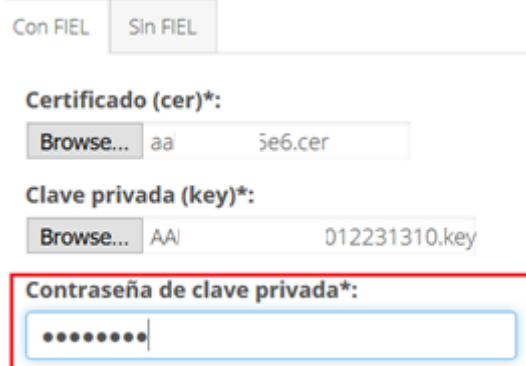 Con FIEL Sin FIEL
Certificado (cer)*:
Browse... aa 5e6.cer
Clave privada (key)*:
Browse... AA 012231310.key
Contraseña de clave privada*:
••••••••